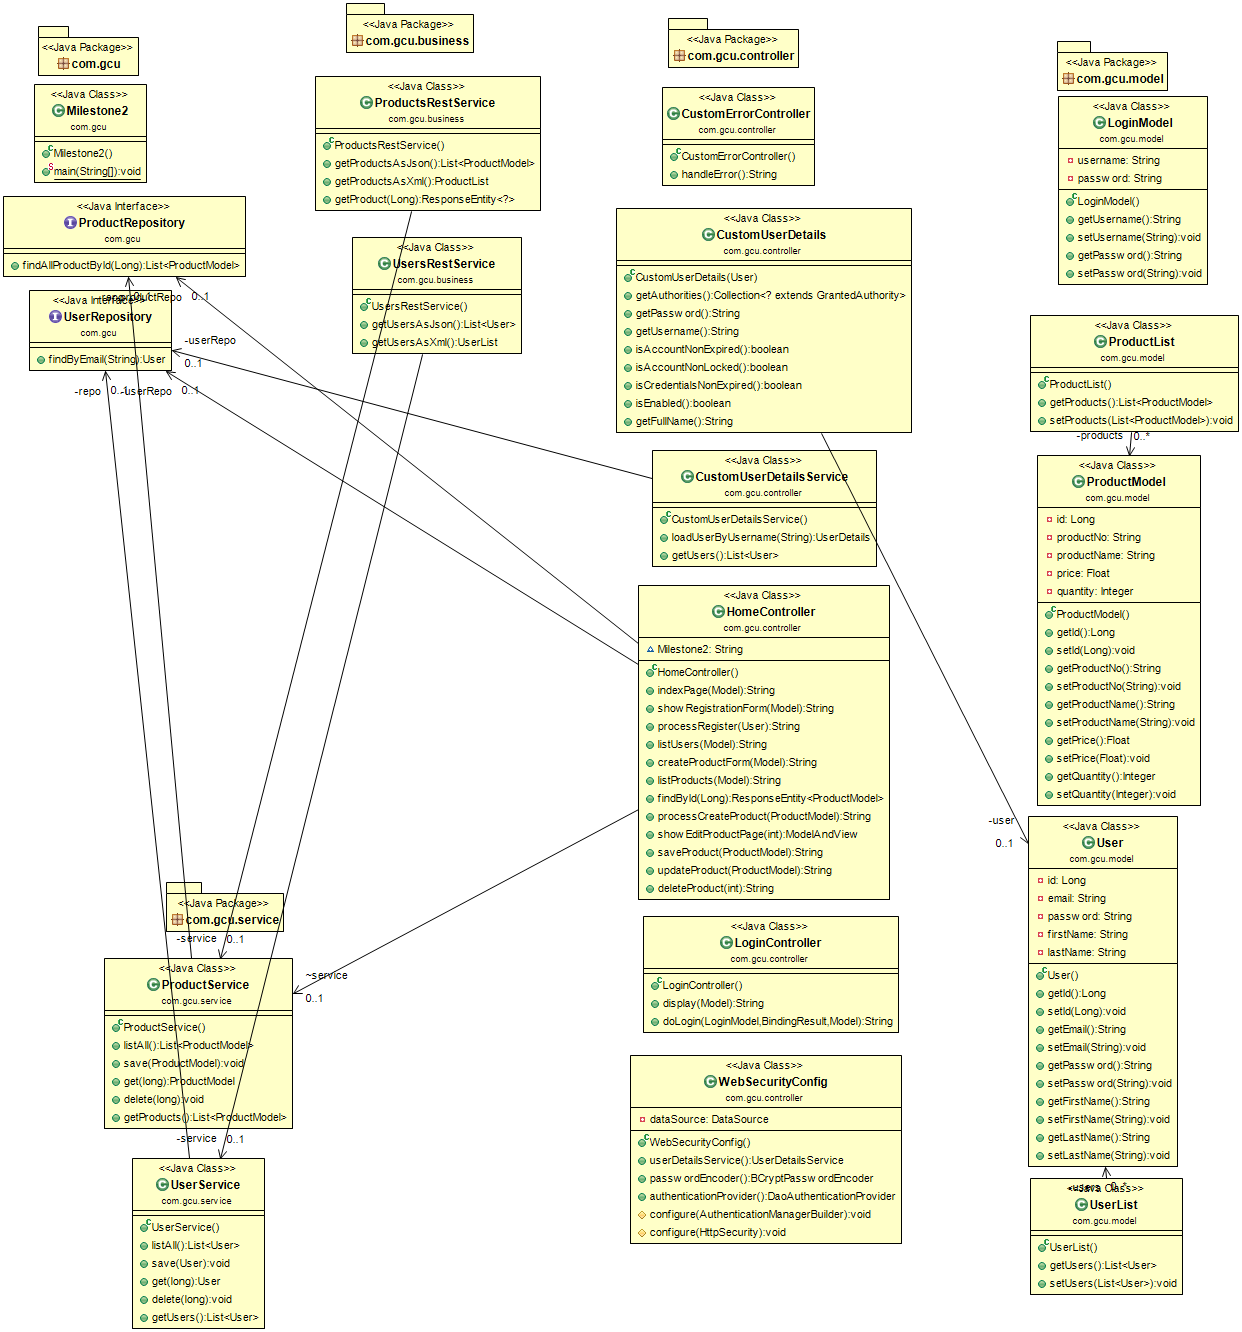 <<Java Package>>
com.gcu
<<Java Class>>
Milestone2
com.gcu
Milestone2()
main(String[]):void
<<Java Interface>>
ProductRepository
com.gcu
findAllProductById(Long):List<ProductModel>
-productRepo 0..1
<<Java Interface>>
UserRepository
com.gcu
findByEmail(String):User
-userRepo
0..1
-repo 0..1
-userRepo 0..1
<<Java Package>>
com.gcu.business
<<Java Class>>
ProductsRestService
com.gcu.business
ProductsRestService()
getProductsAsJson():List<ProductModel>
getProductsAsXml():ProductList
getProduct(Long):ResponseEntity<?>
<<Java Class>>
UsersRestService
com.gcu.business
UsersRestService()
getUsersAsJson():List<User>
getUsersAsXml():UserList
<<Java Package>>
com.gcu.controller
<<Java Class>>
CustomErrorController
com.gcu.controller
CustomErrorController()
handleError():String
<<Java Class>>
CustomUserDetails
com.gcu.controller
CustomUserDetails(User)
getAuthorities():Collection<? extends GrantedAuthority>
getPassword():String
getUsername():String
isAccountNonExpired():boolean
isAccountNonLocked():boolean
isCredentialsNonExpired():boolean
isEnabled():boolean
getFullName():String
<<Java Class>>
CustomUserDetailsService
com.gcu.controller
CustomUserDetailsService()
loadUserByUsername(String):UserDetails
getUsers():List<User>
<<Java Class>>
HomeController
com.gcu.controller
Milestone2: String
HomeController()
indexPage(Model):String
showRegistrationForm(Model):String
processRegister(User):String
listUsers(Model):String
createProductForm(Model):String
listProducts(Model):String
findById(Long):ResponseEntity<ProductModel>
processCreateProduct(ProductModel):String
showEditProductPage(int):ModelAndView
saveProduct(ProductModel):String
updateProduct(ProductModel):String
deleteProduct(int):String
<<Java Class>>
LoginController
com.gcu.controller
LoginController()
display(Model):String
doLogin(LoginModel,BindingResult,Model):String
<<Java Class>>
WebSecurityConfig
com.gcu.controller
dataSource: DataSource
WebSecurityConfig()
userDetailsService():UserDetailsService
passwordEncoder():BCryptPasswordEncoder
authenticationProvider():DaoAuthenticationProvider
configure(AuthenticationManagerBuilder):void
configure(HttpSecurity):void
<<Java Package>>
com.gcu.service
-service 0..1
~service
0..1
<<Java Class>>
ProductService
com.gcu.service
ProductService()
listAll():List<ProductModel>
save(ProductModel):void
get(long):ProductModel
delete(long):void
getProducts():List<ProductModel>
-service 0..1
<<Java Class>>
UserService
com.gcu.service
UserService()
listAll():List<User>
save(User):void
get(long):User
delete(long):void
getUsers():List<User>
<<Java Package>>
com.gcu.model
<<Java Class>>
LoginModel
com.gcu.model
username: String
password: String
LoginModel()
getUsername():String
setUsername(String):void
getPassword():String
setPassword(String):void
<<Java Class>>
ProductList
com.gcu.model
ProductList()
getProducts():List<ProductModel>
setProducts(List<ProductModel>):void
-products 0..*
<<Java Class>>
ProductModel
com.gcu.model
id: Long
productNo: String
productName: String
price: Float
quantity: Integer
ProductModel()
getId():Long
setId(Long):void
getProductNo():String
setProductNo(String):void
getProductName():String
setProductName(String):void
getPrice():Float
setPrice(Float):void
getQuantity():Integer
setQuantity(Integer):void
-user
0..1
<<Java Class>>
User
com.gcu.model
id: Long
email: String
password: String
firstName: String
lastName: String
User()
getId():Long
setId(Long):void
getEmail():String
setEmail(String):void
getPassword():String
setPassword(String):void
getFirstName():String
setFirstName(String):void
getLastName():String
setLastName(String):void
-users 0..*
<<Java Class>>
UserList
com.gcu.model
UserList()
getUsers():List<User>
setUsers(List<User>):void